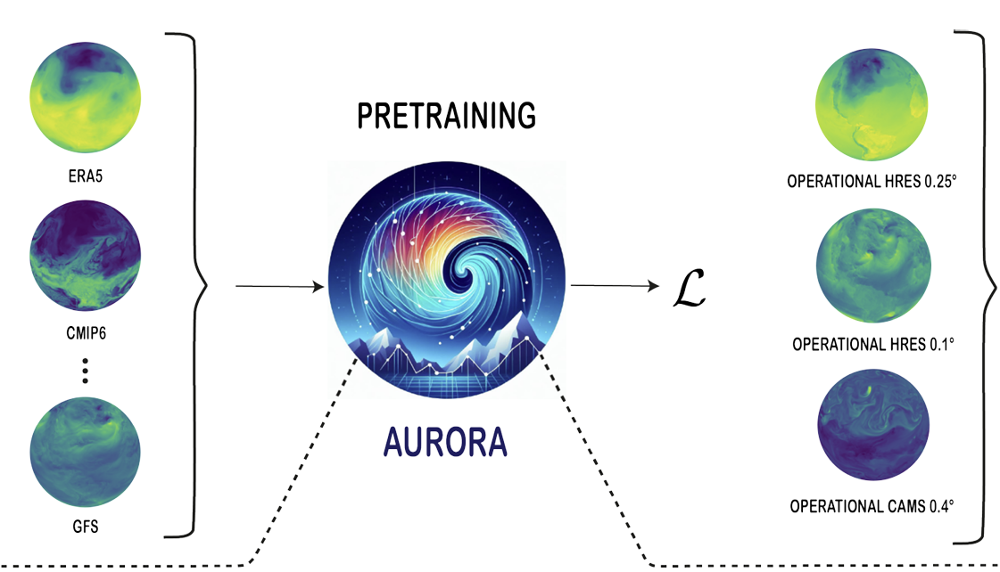 PRETRAINING
ERA5
CMIP6
GFS
AURORA
ℒ
OPERATIONAL HRES 0.25°
OPERATIONAL HRES 0.1°
OPERATIONAL CAMS 0.4°